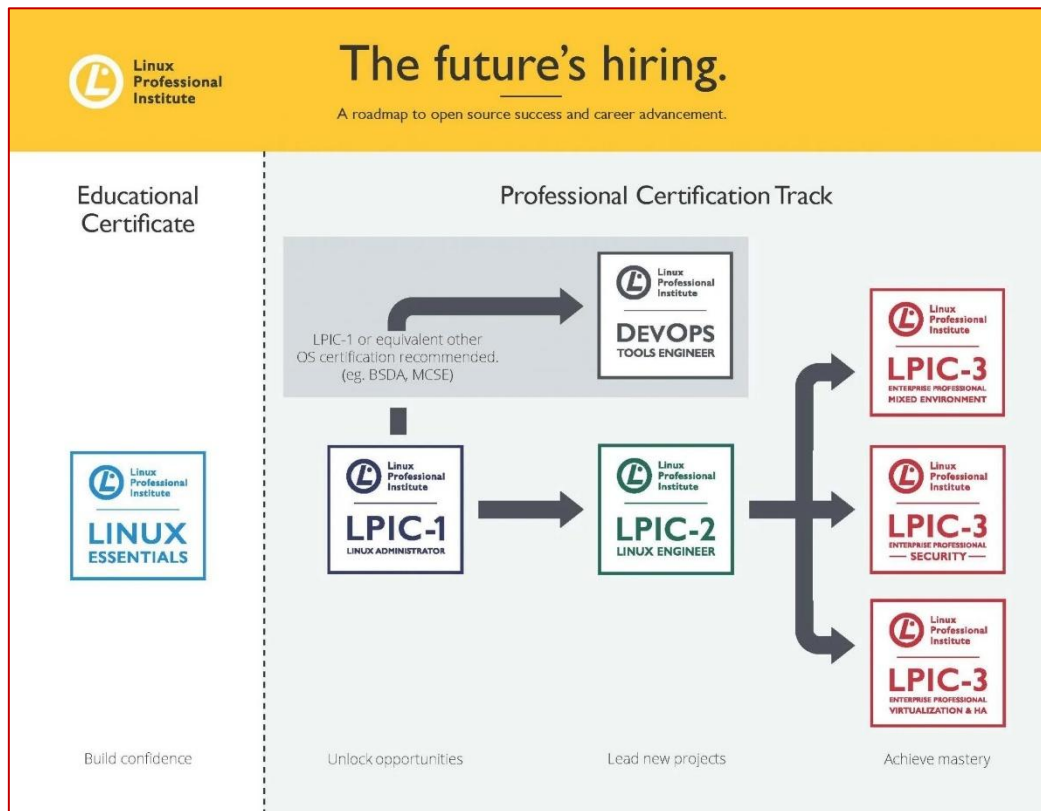 Linux
Professional
Institute
The future's hiring.
A roadmap to open source success and career advancement.
Educational
Certificate
Professional Certification Track
LPIC-1 or equivalent other
OS certification recommended.
(eg. BSDA, MCSE)
Linux
Professional
Institute
DEVOPS
TOOLS ENGINEER
Linux
Professional
Institute
LPIC-3
ENTERPRISE PROFESSIONAL
MIXED ENVIRONMENT
Linux
Professional
Institute
LINUX
ESSENTIALS
Linux
Professional
Institute
LPIC-1
LINUX ADMINISTRATOR
Linux
Professional
Institute
LPIC-2
LINUX ENGINEER
Linux
Professional
Institute
LPIC-3
ENTERPRISE PROFESSIONAL
SECURITY
Linux
Professional
Institute
LPIC-3
ENTERPRISE PROFESSIONAL
VIRTUALIZATION & HA
Build confidence
Unlock opportunities
Lead new projects
Achieve mastery